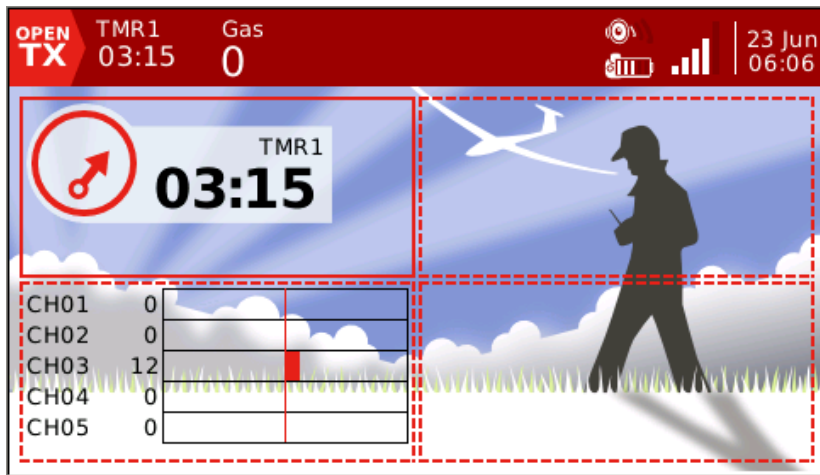 OPEN
TX
TMR1
03:15
Gas
0
23 Jun
06:06
TMR1
03:15
CH01 0
CH02 0
CH03 12
CH04 0
CH05 0